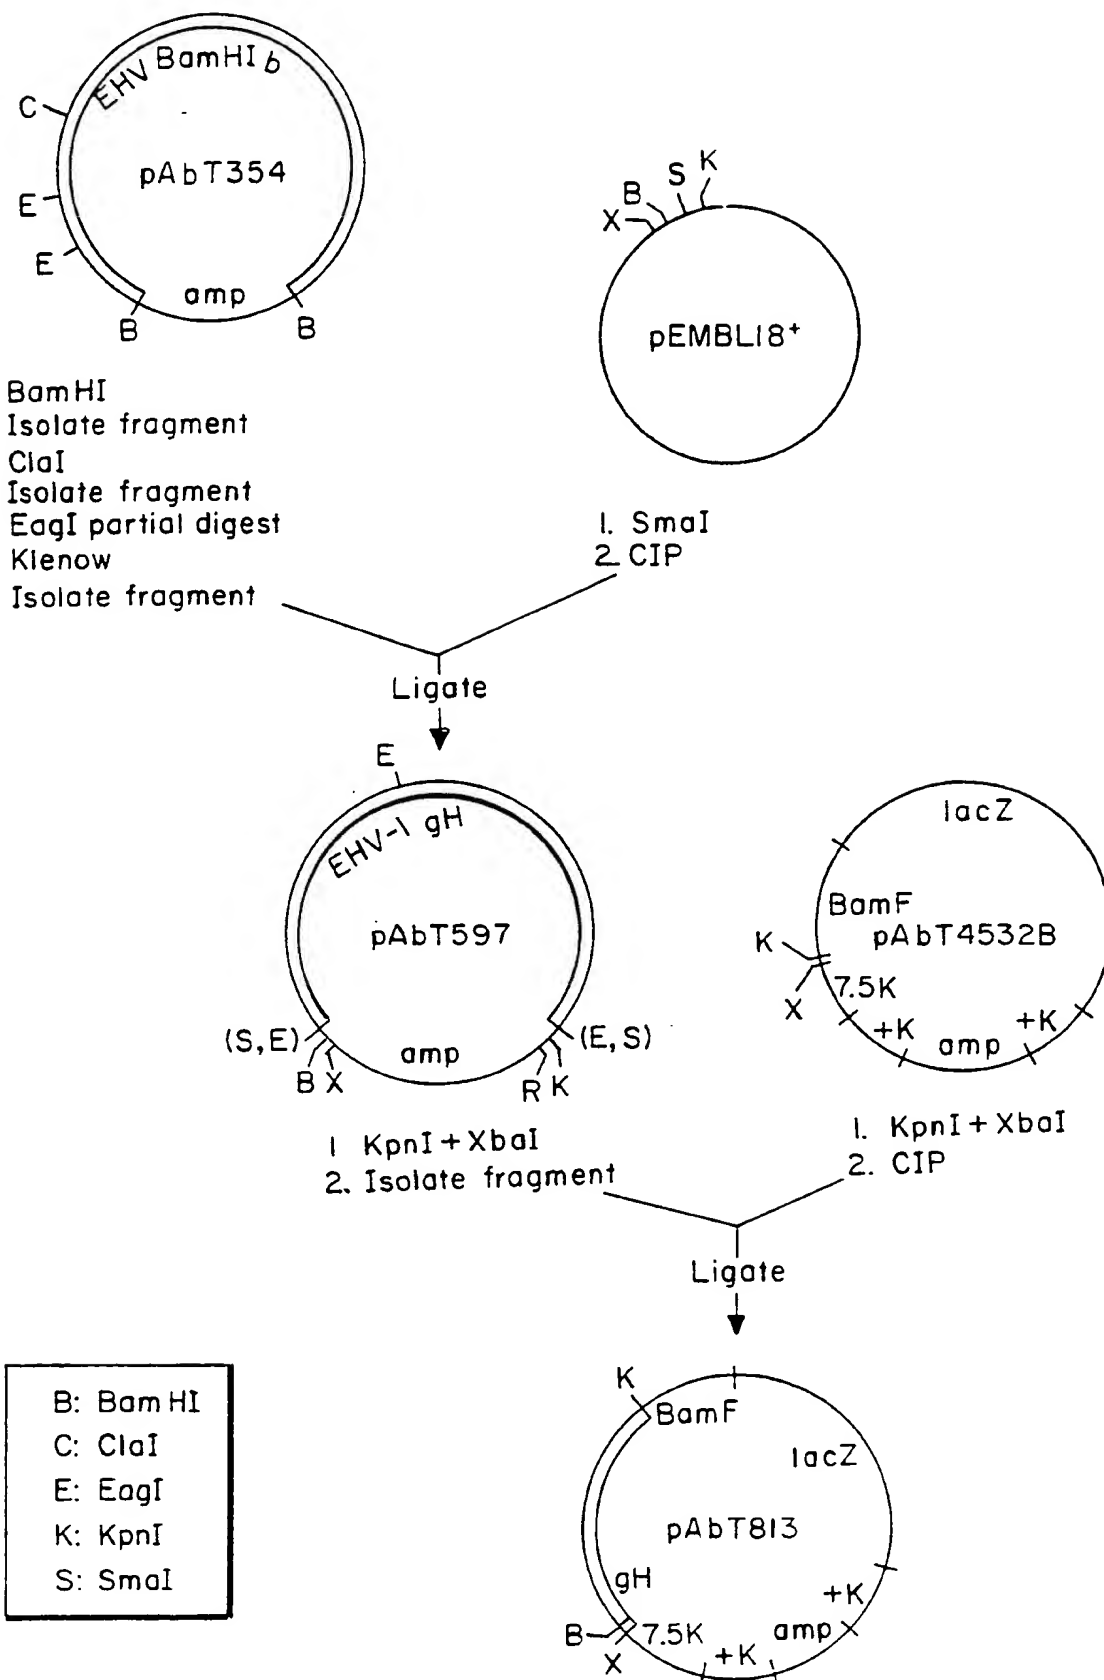 EHV BamHI b
C
pAbT354
E
E
B
amp
B
K
S
B
X
pEMBL18+
BamHI
Isolate fragment
ClaI
Isolate fragment
EagI partial digest
Klenow
Isolate fragment
1. SmaI
2. CIP
Ligate
E
EHV-1 gH
pAbT597
(S,E)
B X
amp
R K
(E,S)
lacZ
BamF
pAbT4532B
K
X
7.5K
+K
amp
+K
1 KpnI + XbaI
2. Isolate fragment
1. KpnI + XbaI
2. CIP
Ligate
B: BamHI
C: ClaI
E: EagI
K: KpnI
S: SmaI
K
BamF
lacZ
pAbT813
gH
B
X
7.5K
+K
amp
+K